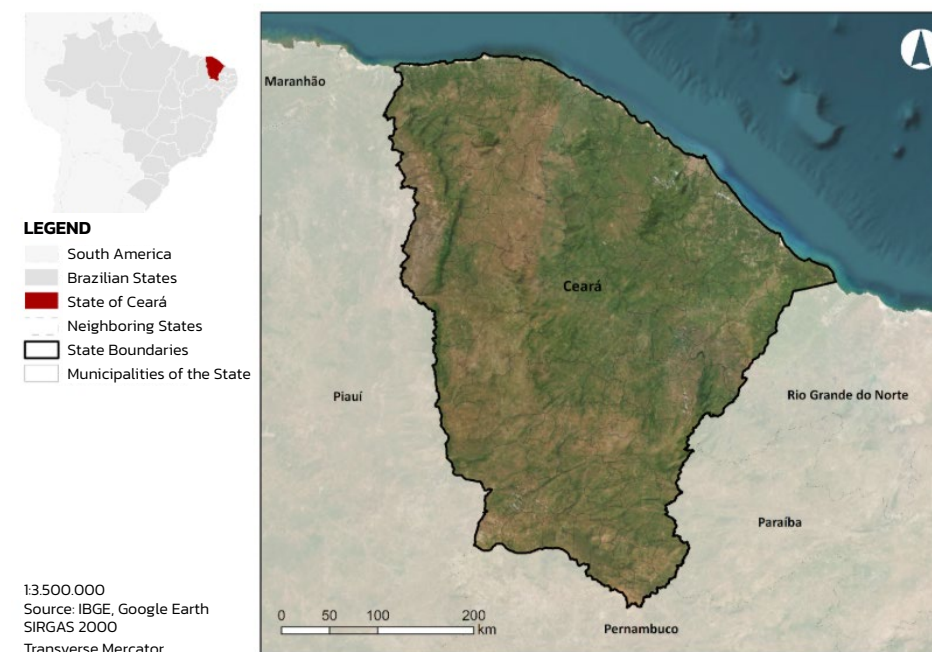 LEGEND
South America
Brazilian States
State of Ceará
Neighboring States
State Boundaries
Municipalities of the State
1:3.500.000
Source: IBGE, Google Earth
SIRGAS 2000
Transverse Mercator
Maranhão
Ceará
Piauí
Rio Grande do Norte
Paraíba
Pernambuco
0 50 100 200
km